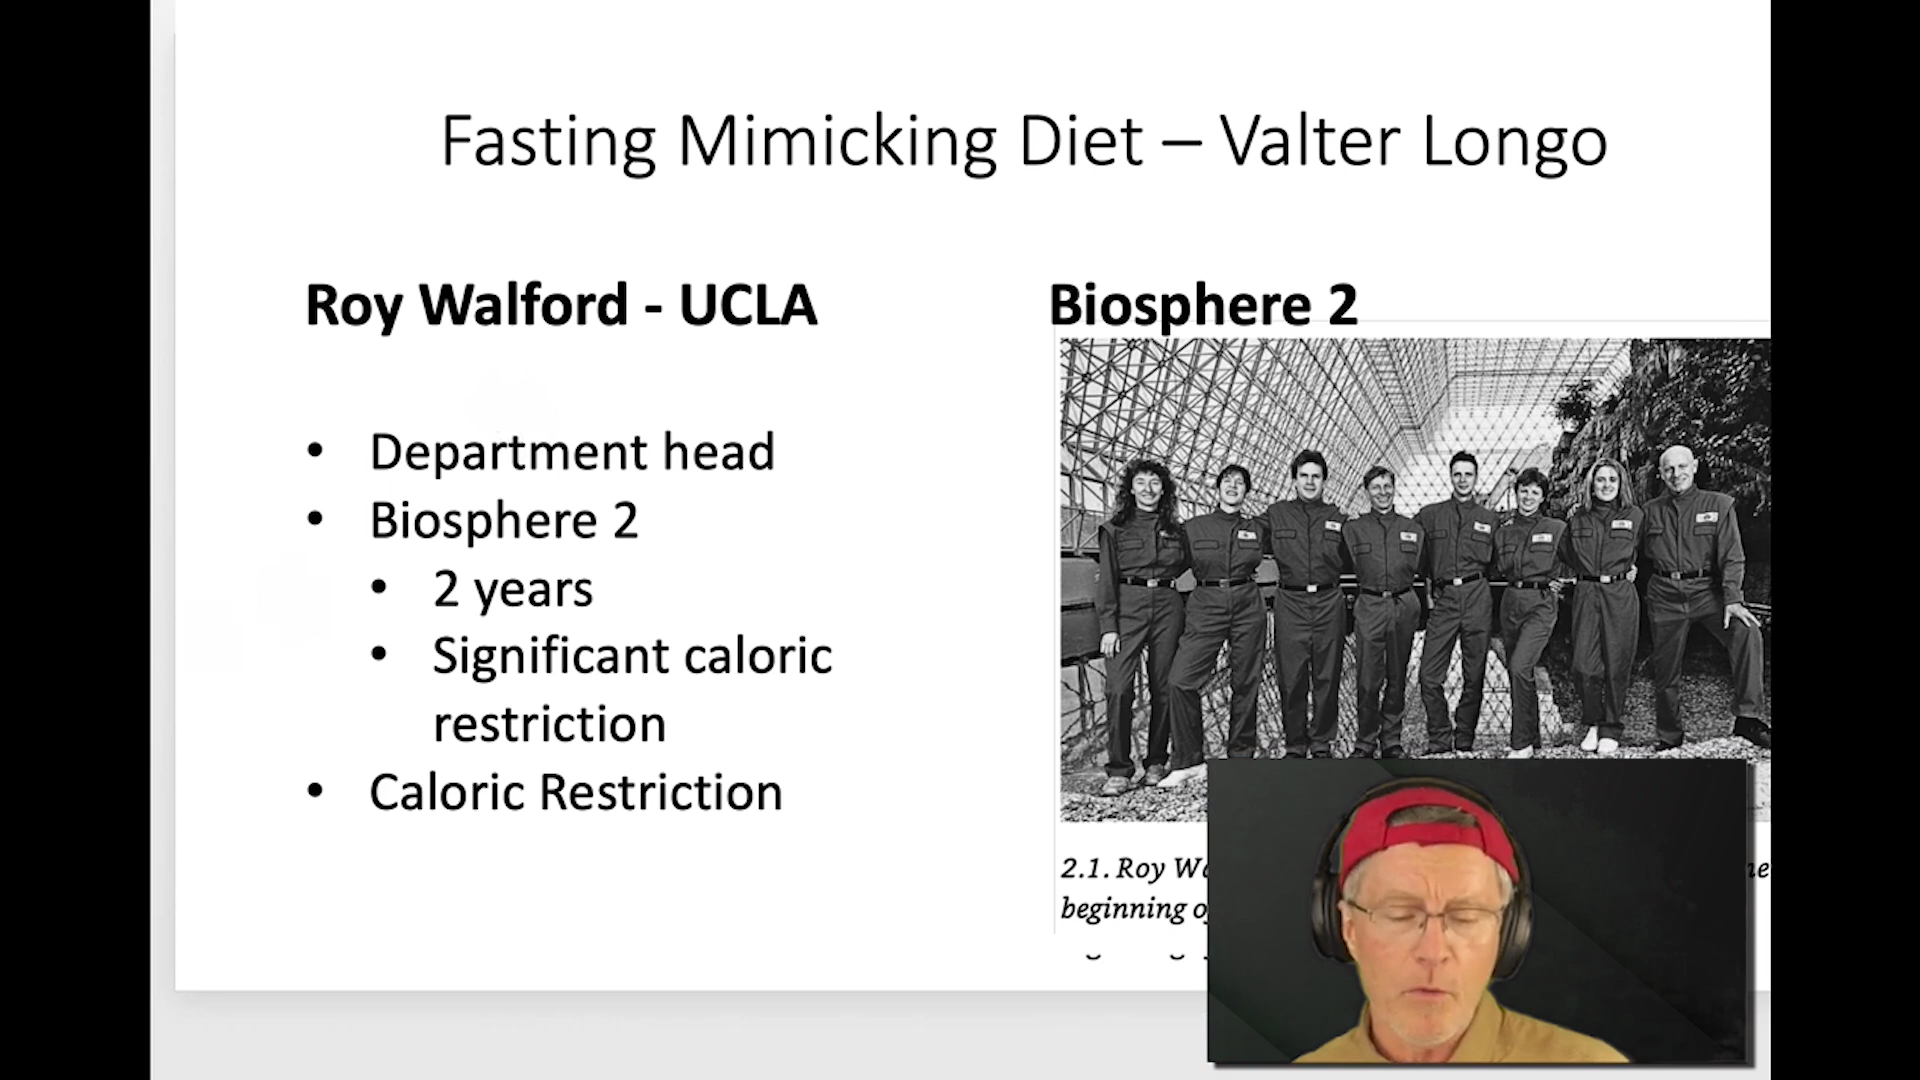 Fasting Mimicking Diet – Valter Longo
Roy Walford - UCLA
• Department head
• Biosphere 2
• 2 years
• Significant caloric
restriction
• Caloric Restriction
Biosphere 2
2.1. Roy
beginning